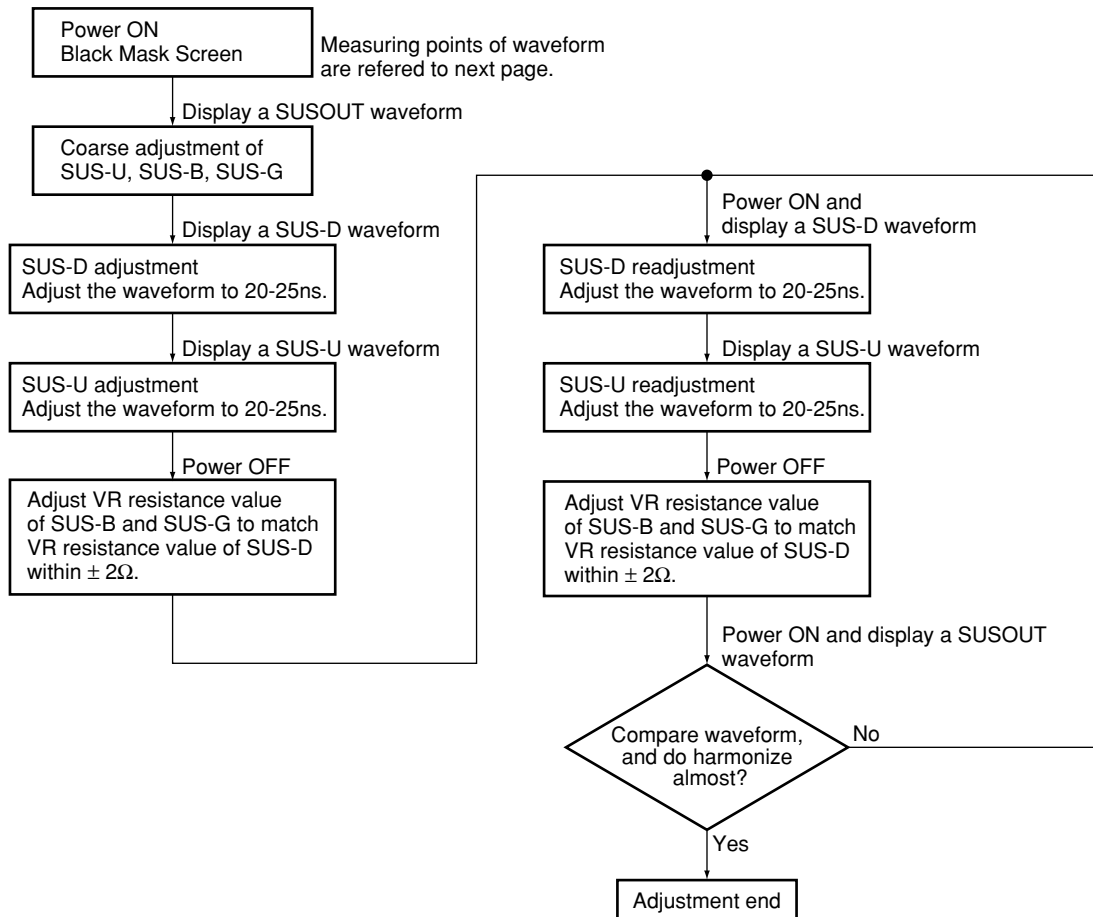 Power ON
Black Mask Screen
Measuring points of waveform
are refered to next page.
Display a SUSOUT waveform
Coarse adjustment of
SUS-U, SUS-B, SUS-G
Display a SUS-D waveform
SUS-D adjustment
Adjust the waveform to 20-25ns.
Display a SUS-U waveform
SUS-U adjustment
Adjust the waveform to 20-25ns.
Power OFF
Adjust VR resistance value
of SUS-B and SUS-G to match
VR resistance value of SUS-D
within ± 2Ω.
Power ON and
display a SUS-D waveform
SUS-D readjustment
Adjust the waveform to 20-25ns.
Display a SUS-U waveform
SUS-U readjustment
Adjust the waveform to 20-25ns.
Power OFF
Adjust VR resistance value
of SUS-B and SUS-G to match
VR resistance value of SUS-D
within ± 2Ω.
Power ON and display a SUSOUT
waveform
Compare waveform,
and do harmonize
almost?
No
Yes
Adjustment end